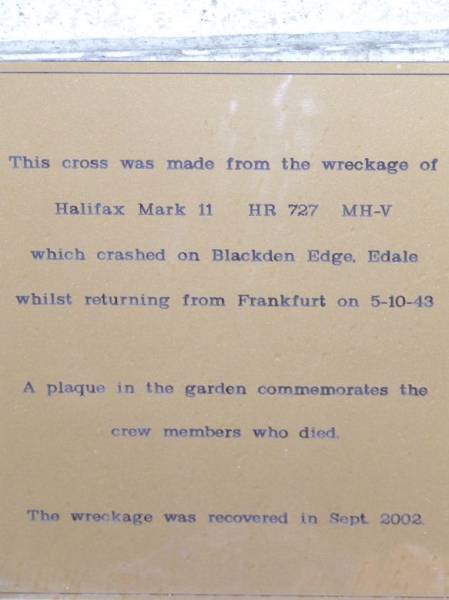 This cross was made from the wreckage of
Halifax Mark 11 HR 727 MH-V
which crashed on Blackden Edge, Edale
whilst returning from Frankfurt on 5-10-43
A plaque in the garden commemorates the
crew members who died.
The wreckage was recovered in Sept. 2002.